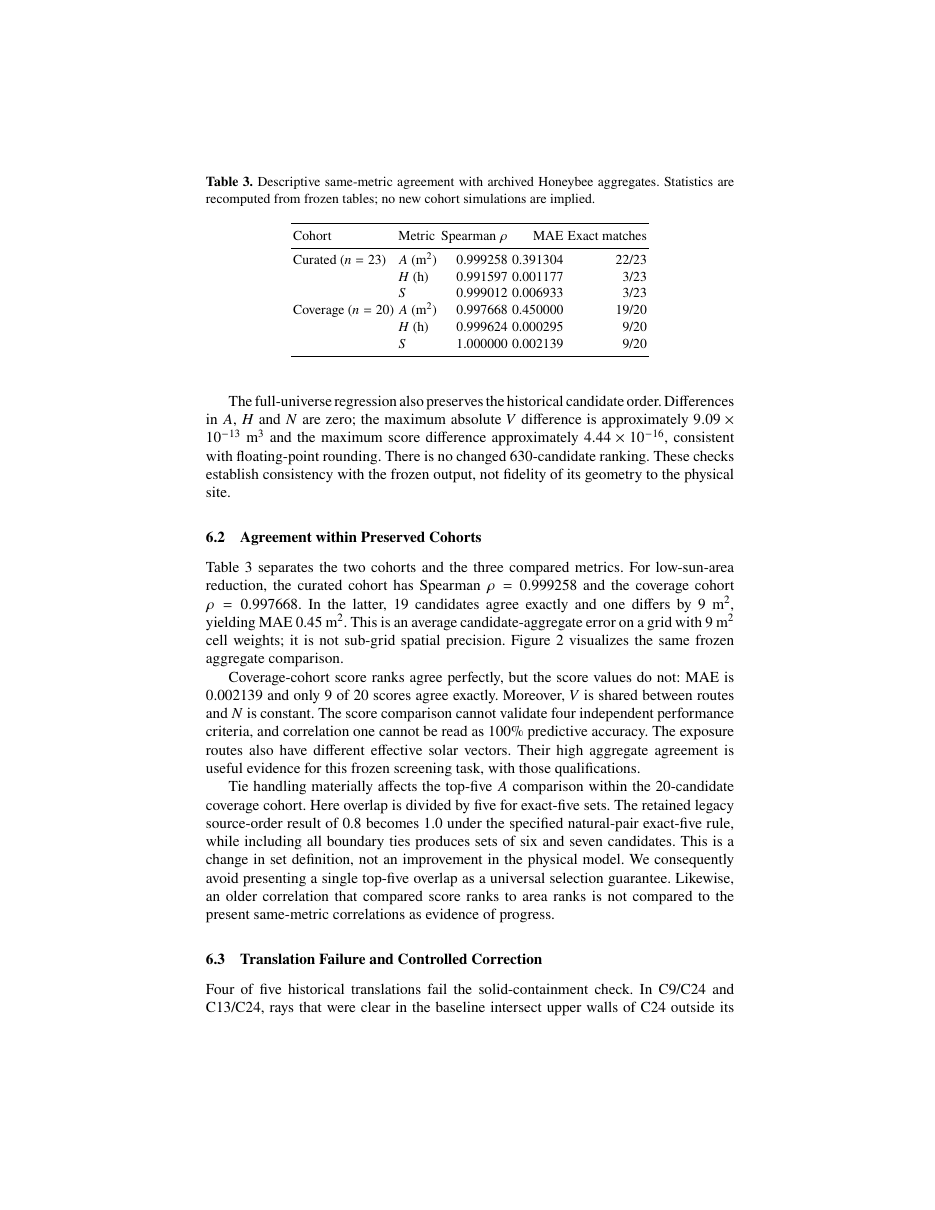 Table 3. Descriptive same-metric agreement with archived Honeybee aggregates. Statistics are
recomputed from frozen tables; no new cohort simulations are implied.
Cohort Metric Spearman ρ MAE Exact matches
Curated (n = 23) A (m²) 0.999258 0.391304 22/23
H (h) 0.991597 0.001177 3/23
S 0.999012 0.006933 3/23
Coverage (n = 20) A (m²) 0.997668 0.450000 19/20
H (h) 0.999624 0.000295 9/20
S 1.000000 0.002139 9/20
The full-universe regression also preserves the historical candidate order. Differences
in A, H and N are zero; the maximum absolute V difference is approximately 9.09 ×
10⁻¹³ m³ and the maximum score difference approximately 4.44 × 10⁻¹⁶, consistent
with floating-point rounding. There is no changed 630-candidate ranking. These checks
establish consistency with the frozen output, not fidelity of its geometry to the physical
site.
6.2 Agreement within Preserved Cohorts
Table 3 separates the two cohorts and the three compared metrics. For low-sun-area
reduction, the curated cohort has Spearman ρ = 0.999258 and the coverage cohort
ρ = 0.997668. In the latter, 19 candidates agree exactly and one differs by 9 m²,
yielding MAE 0.45 m². This is an average candidate-aggregate error on a grid with 9 m²
cell weights; it is not sub-grid spatial precision. Figure 2 visualizes the same frozen
aggregate comparison.
Coverage-cohort score ranks agree perfectly, but the score values do not: MAE is
0.002139 and only 9 of 20 scores agree exactly. Moreover, V is shared between routes
and N is constant. The score comparison cannot validate four independent performance
criteria, and correlation one cannot be read as 100% predictive accuracy. The exposure
routes also have different effective solar vectors. Their high aggregate agreement is
useful evidence for this frozen screening task, with those qualifications.
Tie handling materially affects the top-five A comparison within the 20-candidate
coverage cohort. Here overlap is divided by five for exact-five sets. The retained legacy
source-order result of 0.8 becomes 1.0 under the specified natural-pair exact-five rule,
while including all boundary ties produces sets of six and seven candidates. This is a
change in set definition, not an improvement in the physical model. We consequently
avoid presenting a single top-five overlap as a universal selection guarantee. Likewise,
an older correlation that compared score ranks to area ranks is not compared to the
present same-metric correlations as evidence of progress.
6.3 Translation Failure and Controlled Correction
Four of five historical translations fail the solid-containment check. In C9/C24 and
C13/C24, rays that were clear in the baseline intersect upper walls of C24 outside its